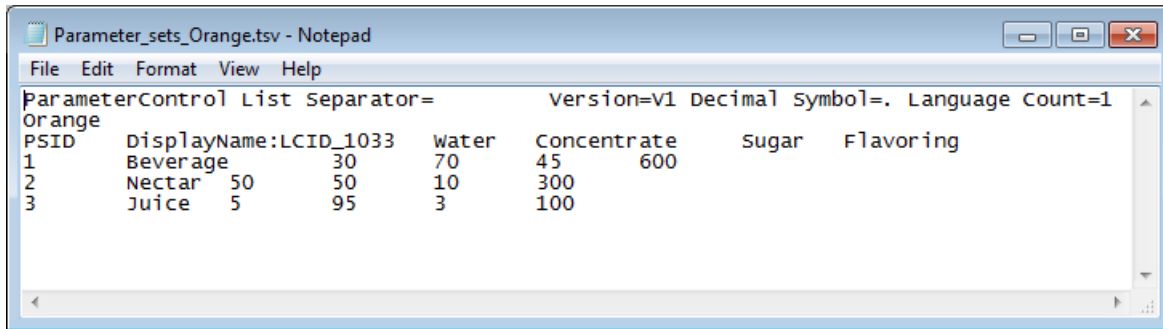 Parameter_sets_Orange.tsv - Notepad
File Edit Format View Help
ParameterControl List Separator= Version=V1 Decimal Symbol=. Language Count=1
Orange
PSID DisplayName:LCID_1033 Water Concentrate Sugar Flavoring
1 Beverage 30 70 45 600
2 Nectar 50 50 10 300
3 Juice 5 95 3 100